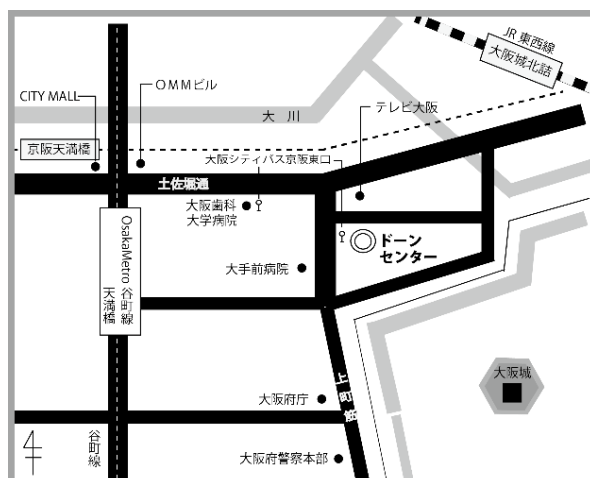 JR 東西線
大阪城北詰
OMMビル
CITY MALL
大 川
テレビ大阪
京阪天満橋
大阪シティバス京阪東口
土佐堀通
大阪歯科
大学病院
ドーン
センター
OsakaMetro 谷町線
天満橋
大手前病院
大阪城
上町筋
大阪府庁
谷町線
大阪府警察本部